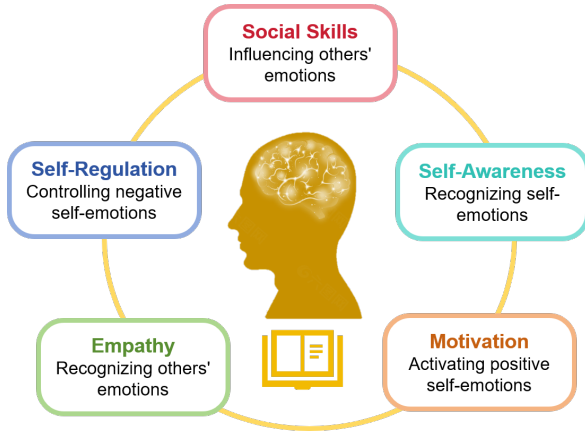 Social Skills
Influencing others'
emotions
Self-Regulation
Controlling negative
self-emotions
Self-Awareness
Recognizing self-
emotions
Empathy
Recognizing others'
emotions
Motivation
Activating positive
self-emotions